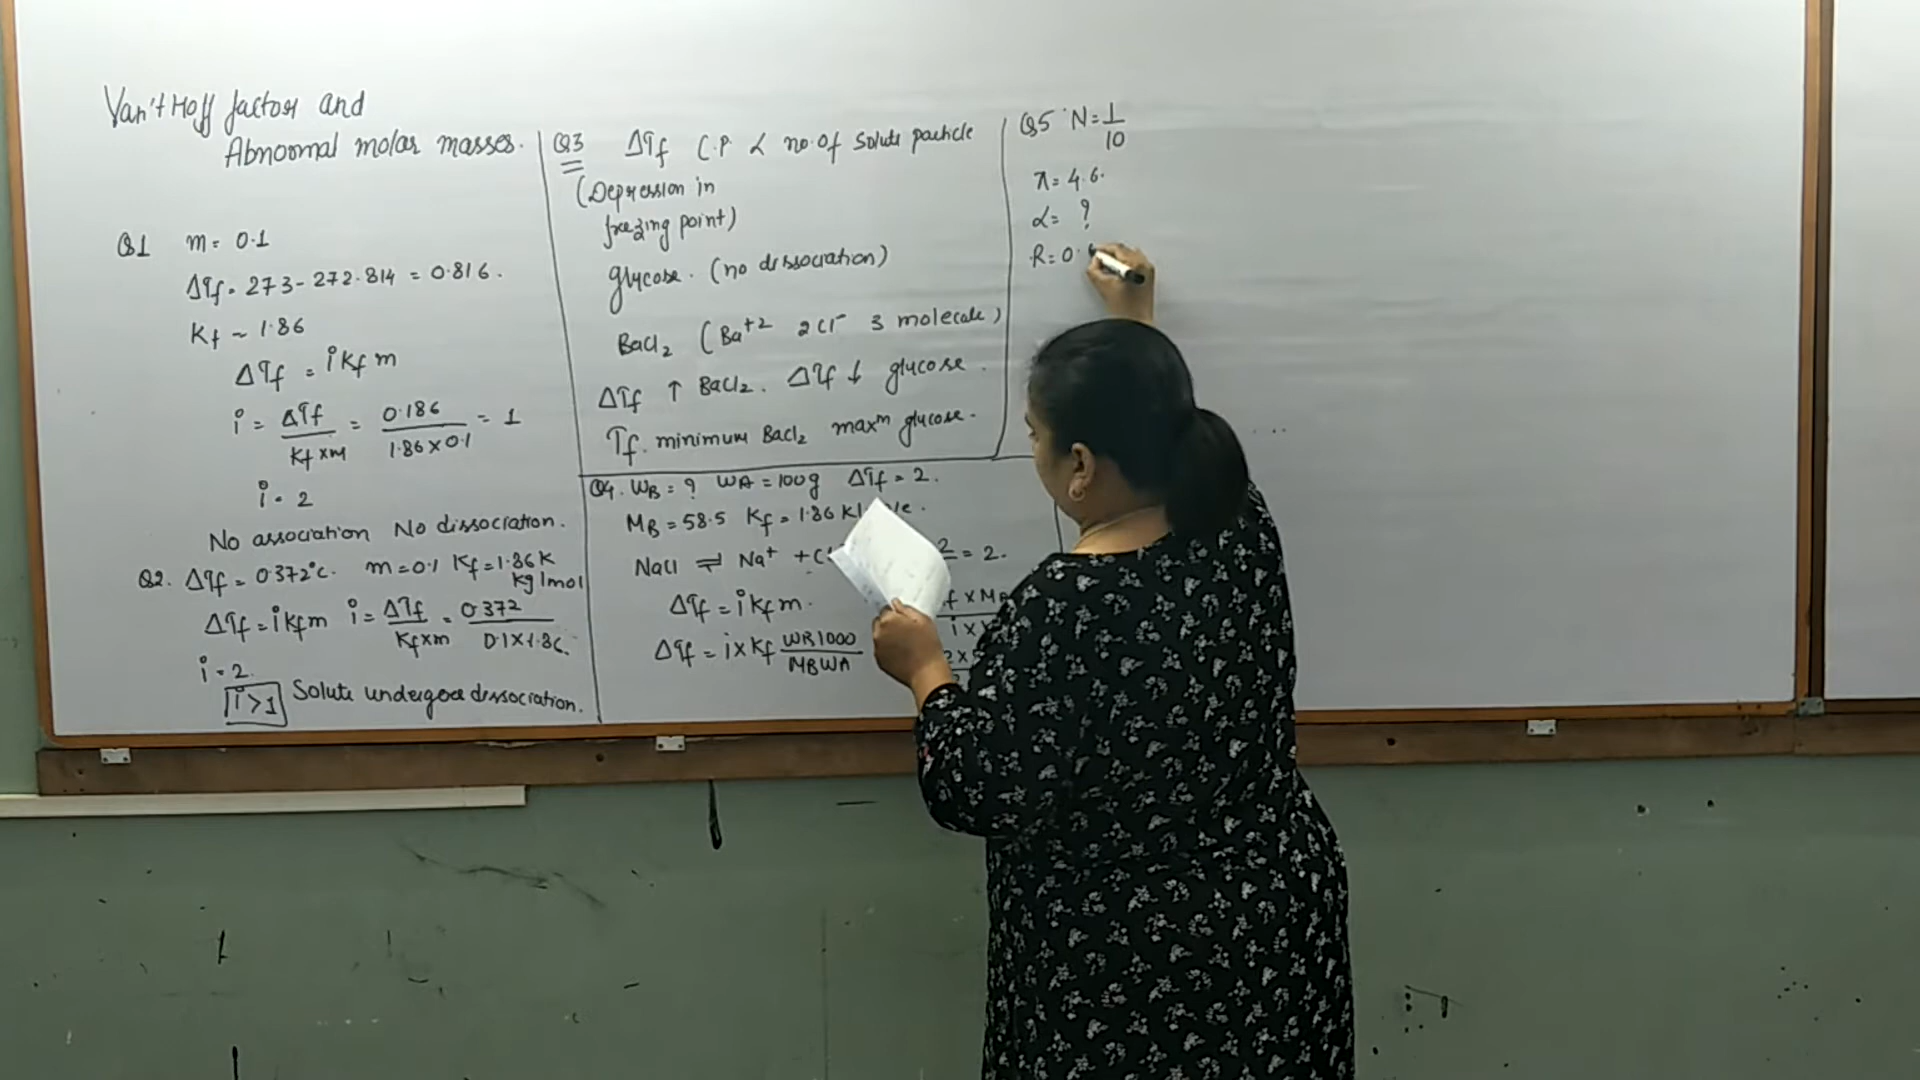 Van't Hoff factor and
Abnormal molar masses.
Q1 m = 0.1
ΔTf = 273 - 272.814 = 0.816.
Kf = 1.86
ΔTf = i Kf m
i = ΔTf / Kf × m = 0.186 / 1.86 × 0.1 = 1
i = 2
No association No dissociation.
Q2. ΔTf = 0.372°C. m = 0.1 Kf = 1.86 K kg/mol
ΔTf = i Kf m i = ΔTf / Kf × m = 0.372 / 0.1 × 1.86.
i = 2.
i > 1 Solute undergoes dissociation.
Q3 ΔTf C.P. α no. of solute particle
(Depression in
freezing point)
glycose. (no dissociation)
BaCl2 (Ba+2 2Cl- 3 molecule)
ΔTf ↑ BaCl2. ΔTf ↓ glucose.
Tf. minimum BaCl2 maxm glucose.
Q4. WB = ? WA = 100g ΔTf = 2.
MB = 58.5 Kf = 1.86
NaCl ⇌ Na+ + 2 = 2.
ΔTf = i Kf m.
ΔTf = i × Kf WB 1000 / MB WA
Q5 N = 1/10
π = 4.6.
α = ?
R = 0.